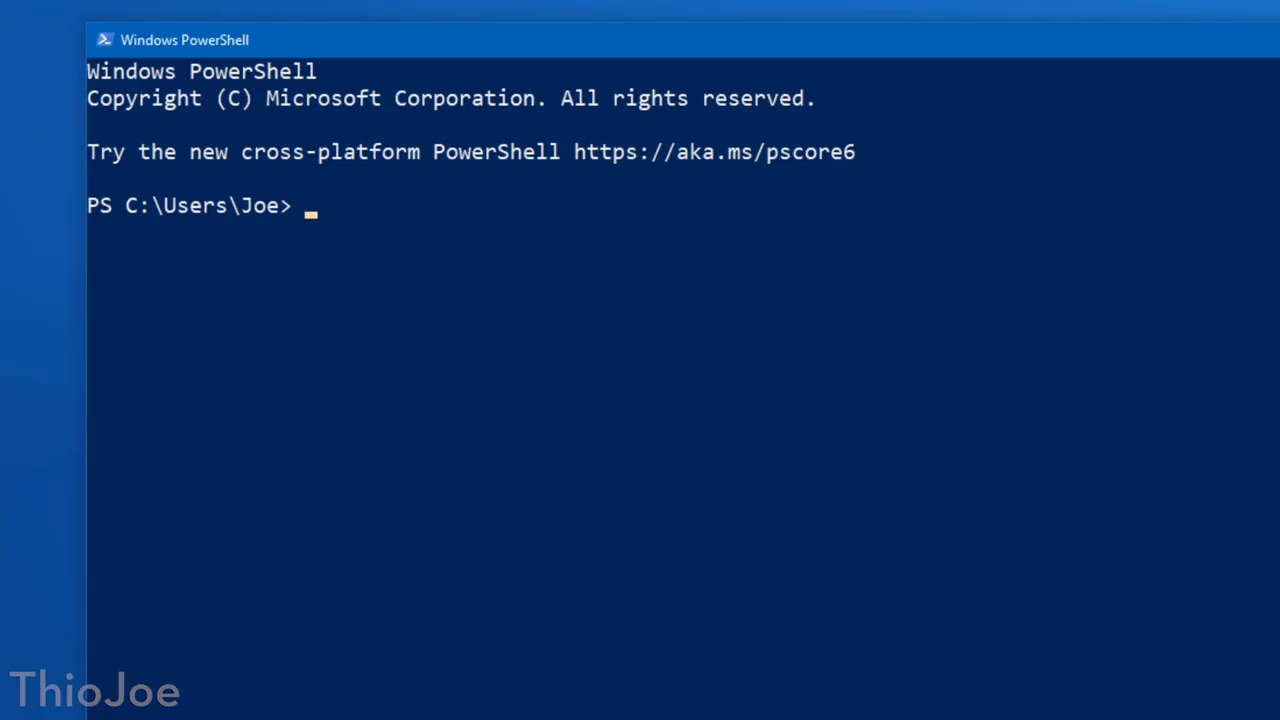 Windows PowerShell
Windows PowerShell
Copyright (C) Microsoft Corporation. All rights reserved.
Try the new cross-platform PowerShell https://aka.ms/pscore6
PS C:\Users\Joe> _
ThioJoe